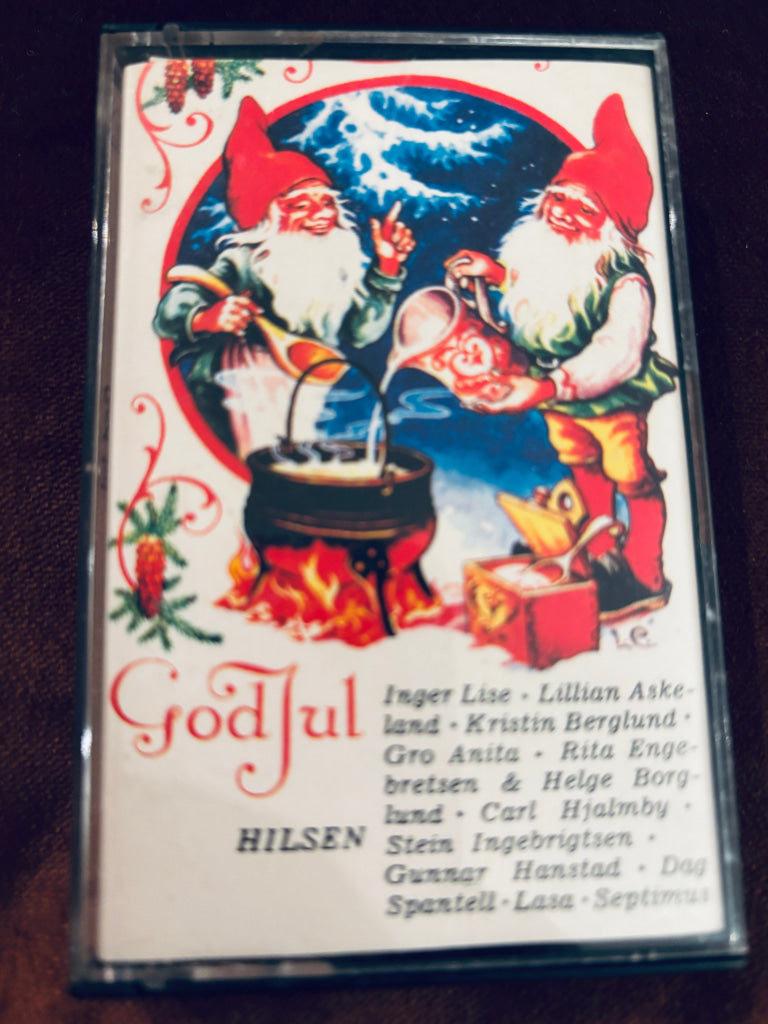 God Jul
HILSEN
Inger Lise · Lillian Aske-
land · Kristin Berglund ·
Gro Anita · Rita Enge-
bretsen & Helge Borg-
lund · Carl Hjalmby ·
Stein Ingebrigtsen ·
Gunnar Hanstad · Dag
Spantell · Lasa · Septimus